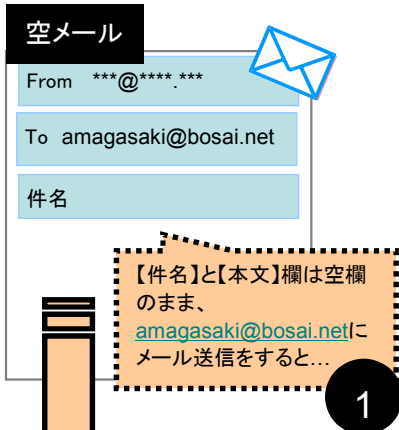 空メール
From ***@****.***
To amagasaki@bosai.net
件名
【件名】と【本文】欄は空欄
のまま、
amagasaki@bosai.netに
メール送信をすると…
1